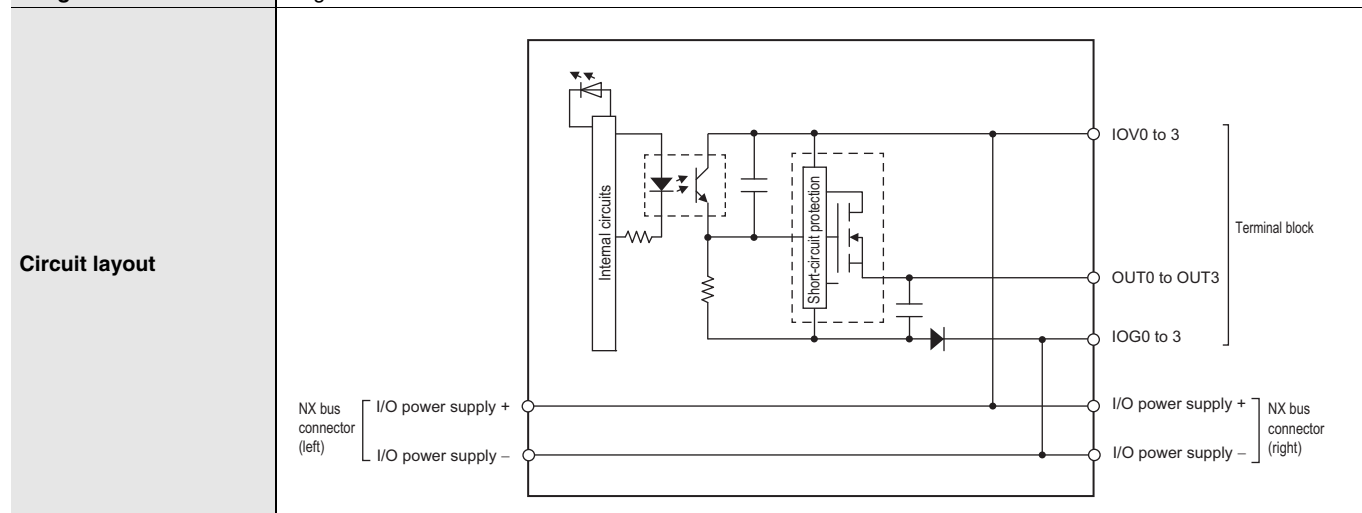 Circuit layout
Internal circuits
Short-circuit protection
IOV0 to 3
Terminal block
OUT0 to OUT3
IOG0 to 3
NX bus
connector
(left)
I/O power supply +
I/O power supply −
I/O power supply +
I/O power supply −
NX bus
connector
(right)